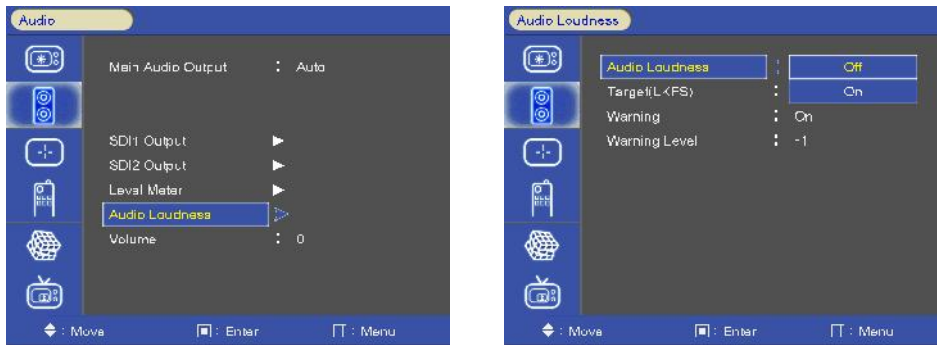 Audio
Main Audio Output : Auto
SDI1 Output
SDI2 Output
Level Meter
Audio Loudness
Volume : 0
: Move : Enter : Menu
Audio Loudness
Audio Loudness : Off
Target(LKFS) : On
Warning : On
Warning Level : -1
: Move : Enter : Menu